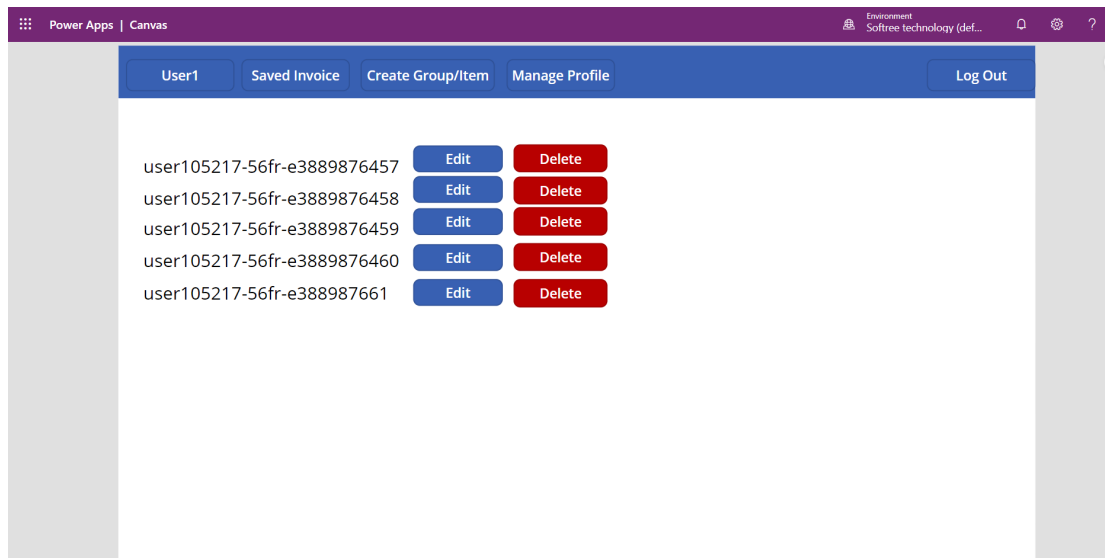 Power Apps | Canvas
Environment
Softree technology (def...
?
User1 Saved Invoice Create Group/Item Manage Profile Log Out
user105217-56fr-e3889876457 Edit Delete
user105217-56fr-e3889876458 Edit Delete
user105217-56fr-e3889876459 Edit Delete
user105217-56fr-e3889876460 Edit Delete
user105217-56fr-e388987661 Edit Delete